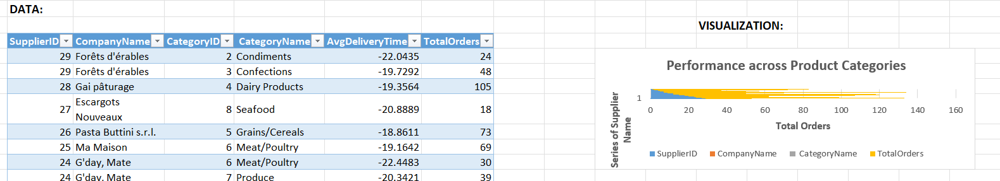 DATA:
VISUALIZATION:
SupplierID CompanyName CategoryID CategoryName AvgDeliveryTime TotalOrders
29 Forêts d'érables 2 Condiments -22.0435 24
29 Forêts d'érables 3 Confections -19.7292 48
28 Gai pâturage 4 Dairy Products -19.3564 105
27 Escargots Nouveaux 8 Seafood -20.8889 18
26 Pasta Buttini s.r.l. 5 Grains/Cereals -18.8611 73
25 Ma Maison 6 Meat/Poultry -19.1642 69
24 G'day, Mate 6 Meat/Poultry -22.4483 30
24 G'day, Mate 7 Produce -20.3421 39
Performance across Product Categories
Series of Supplier
Name
1
0 20 40 60 80 100 120 140 160
Total Orders
SupplierID CompanyName CategoryName TotalOrders